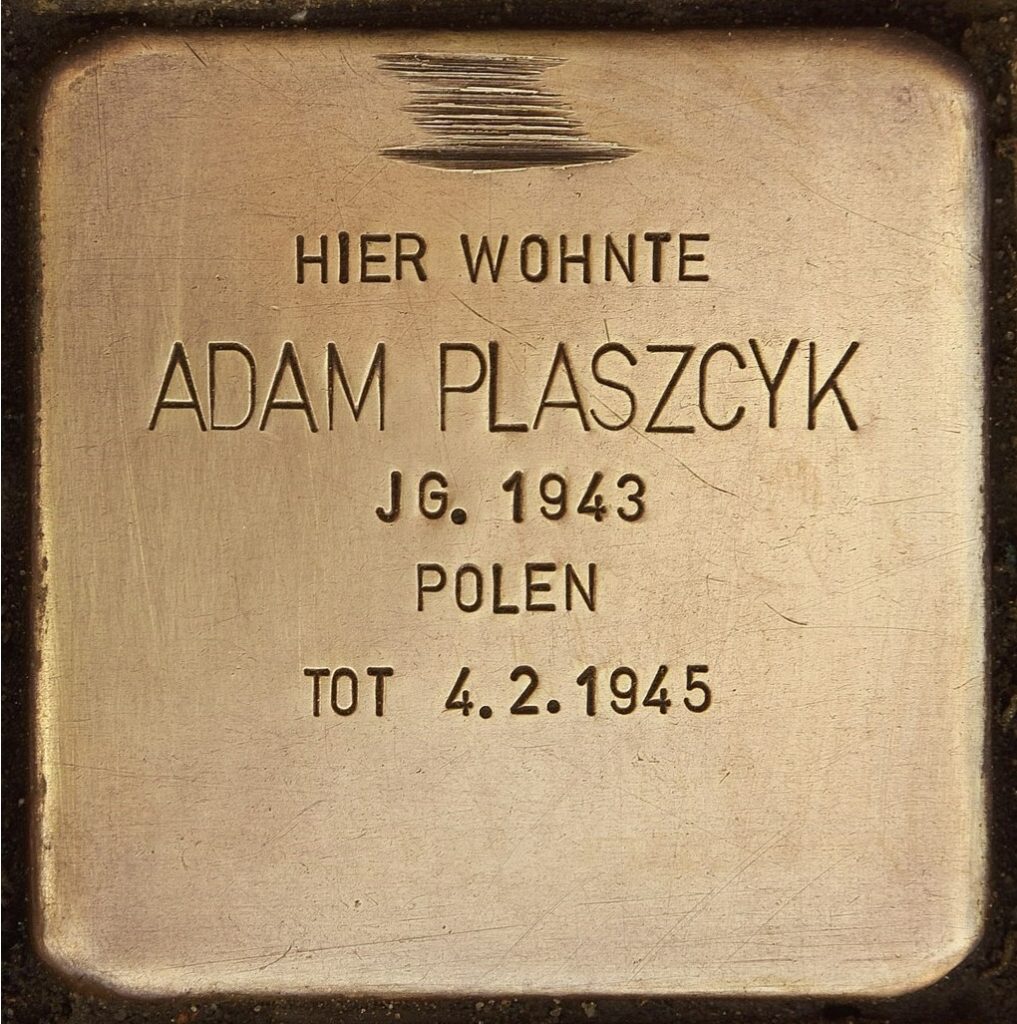 HIER WOHNTE
ADAM PLASZCYK
JG. 1943
POLEN
TOT 4.2.1945